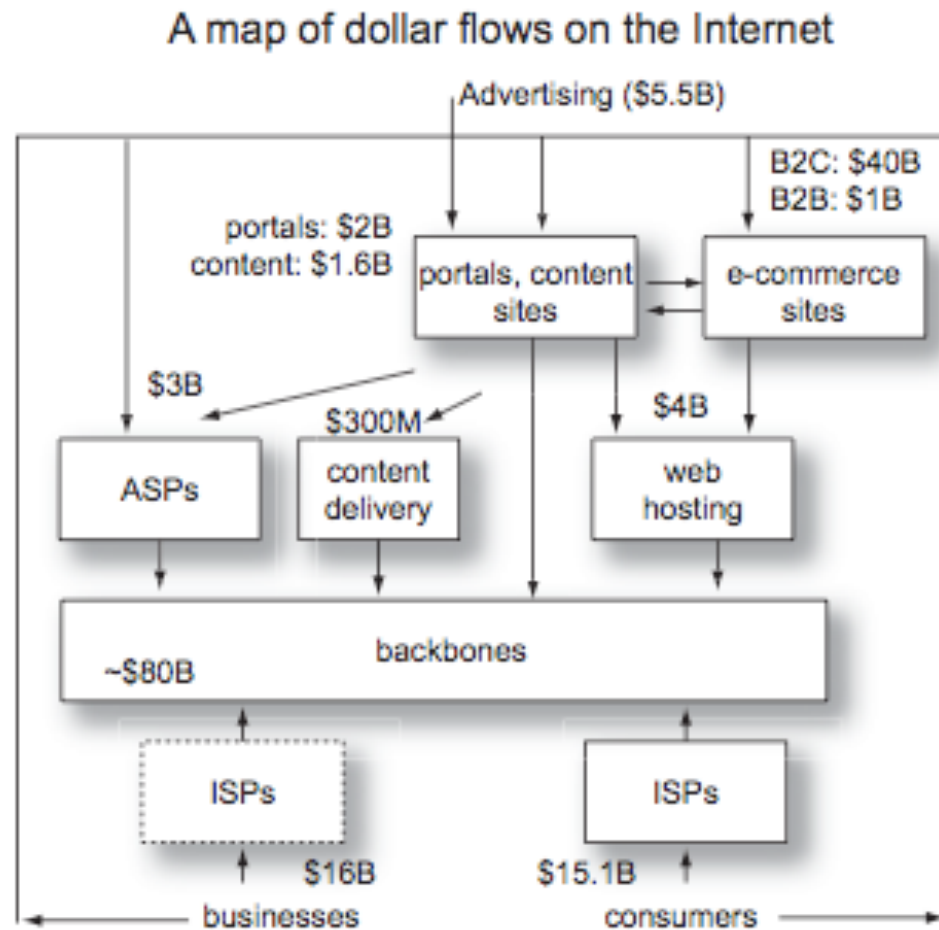 A map of dollar flows on the Internet
Advertising ($5.5B)
B2C: $40B
B2B: $1B
portals: $2B
content: $1.6B
portals, content
sites
e-commerce
sites
$3B
$300M
$4B
ASPs
content
delivery
web
hosting
backbones
~$80B
ISPs
ISPs
$16B
$15.1B
businesses
consumers